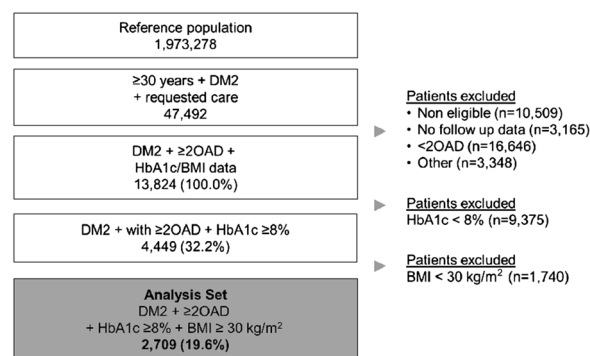 Reference population
1,973,278
≥30 years + DM2
+ requested care
47,492
Patients excluded
• Non eligible (n=10,509)
• No follow up data (n=3,165)
• <2OAD (n=16,646)
• Other (n=3,348)
DM2 + ≥2OAD +
HbA1c/BMI data
13,824 (100.0%)
Patients excluded
HbA1c < 8% (n=9,375)
DM2 + with ≥2OAD + HbA1c ≥8%
4,449 (32.2%)
Patients excluded
BMI < 30 kg/m² (n=1,740)
Analysis Set
DM2 + ≥2OAD
+ HbA1c ≥8% + BMI ≥ 30 kg/m²
2,709 (19.6%)